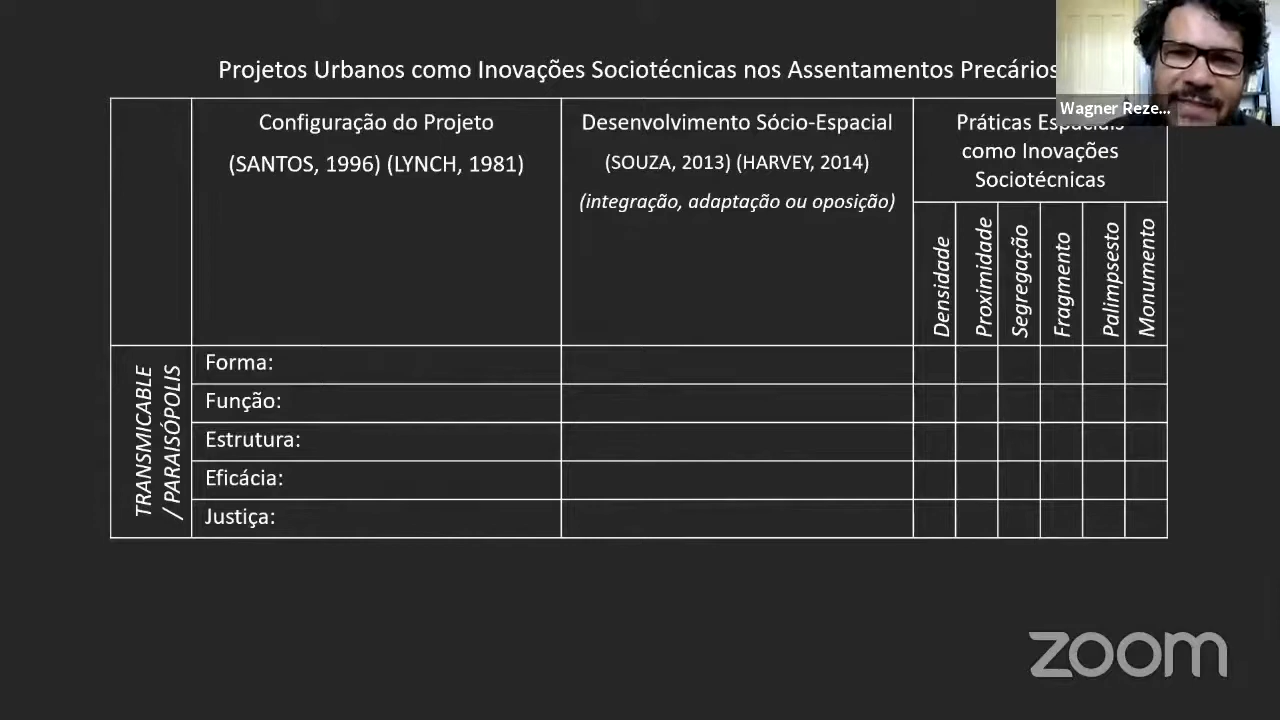 Projetos Urbanos como Inovações Sociotécnicas nos Assentamentos Precários
Wagner Reze...
Configuração do Projeto
(SANTOS, 1996) (LYNCH, 1981)
Desenvolvimento Sócio-Espacial
(SOUZA, 2013) (HARVEY, 2014)
(integração, adaptação ou oposição)
Práticas Espaciais
como Inovações
Sociotécnicas
Densidade
Proximidade
Segregação
Fragmento
Palimpsesto
Monumento
TRANSMICABLE
/ PARAISÓPOLIS
Forma:
Função:
Estrutura:
Eficácia:
Justiça:
zoom